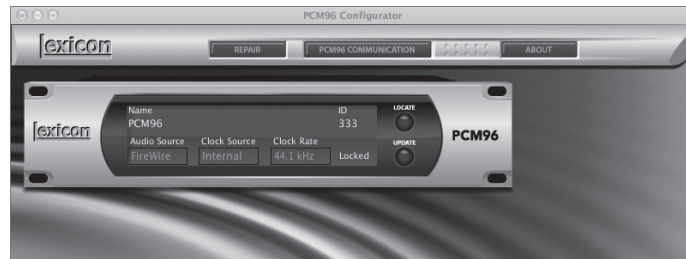 PCM96 Configurator
lexicon REPAIR PCM96 COMMUNICATION ABOUT
Name ID LOCATE
PCM96 333
lexicon PCM96
Audio Source Clock Source Clock Rate UPDATE
FireWire Internal 44.1 kHz Locked